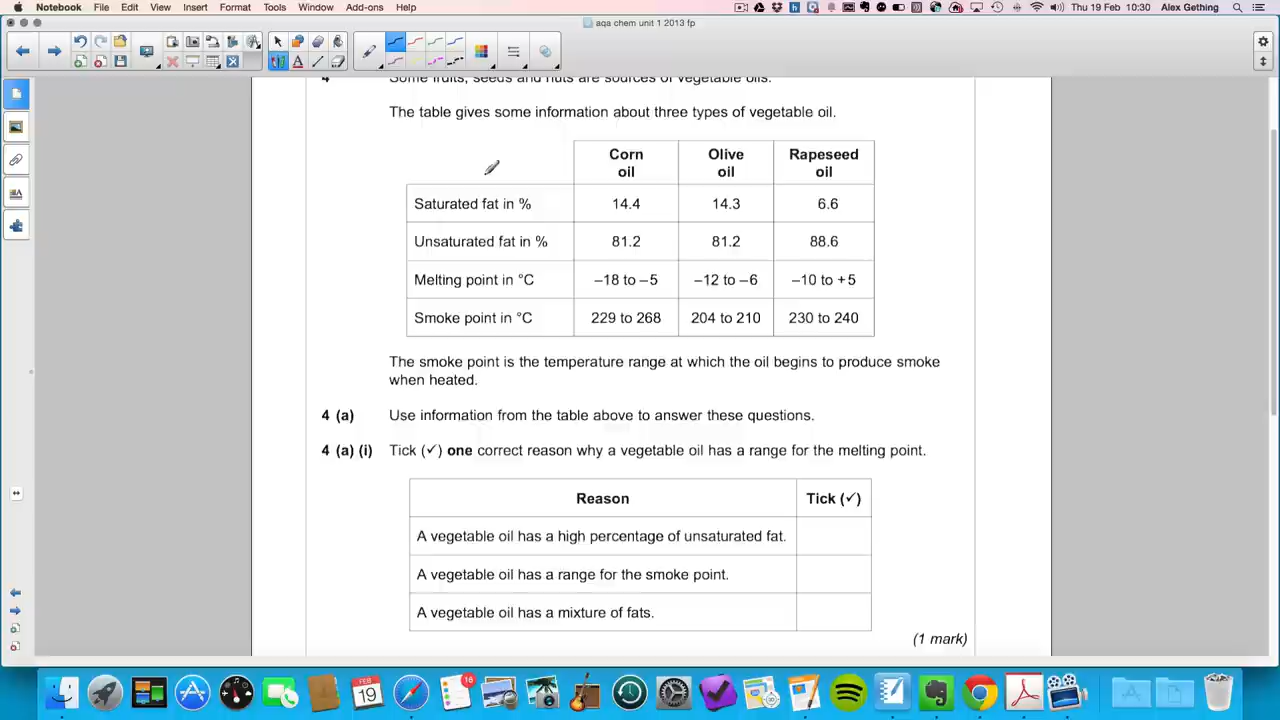 Notebook File Edit View Insert Format Tools Window Add-ons Help
Thu 19 Feb 10:30 Alex Gething
aqa chem unit 1 2013 fp
4 Some fruits, seeds and nuts are sources of vegetable oils.
The table gives some information about three types of vegetable oil.
Corn oil Olive oil Rapeseed oil
Saturated fat in % 14.4 14.3 6.6
Unsaturated fat in % 81.2 81.2 88.6
Melting point in °C –18 to –5 –12 to –6 –10 to +5
Smoke point in °C 229 to 268 204 to 210 230 to 240
The smoke point is the temperature range at which the oil begins to produce smoke
when heated.
4 (a) Use information from the table above to answer these questions.
4 (a) (i) Tick (✓) one correct reason why a vegetable oil has a range for the melting point.
Reason Tick (✓)
A vegetable oil has a high percentage of unsaturated fat.
A vegetable oil has a range for the smoke point.
A vegetable oil has a mixture of fats.
(1 mark)
FEB
19
16